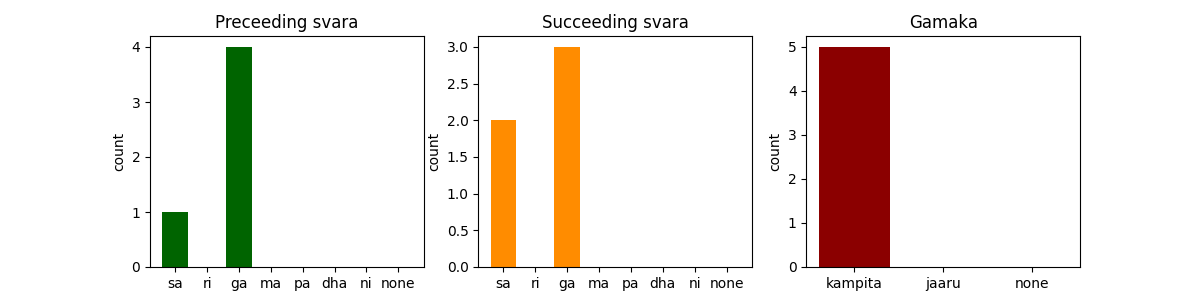 Preceeding svara
count
4
3
2
1
0
sa ri ga ma pa dha ni none
Succeeding svara
count
3.0
2.5
2.0
1.5
1.0
0.5
0.0
sa ri ga ma pa dha ni none
Gamaka
count
5
4
3
2
1
0
kampita jaaru none